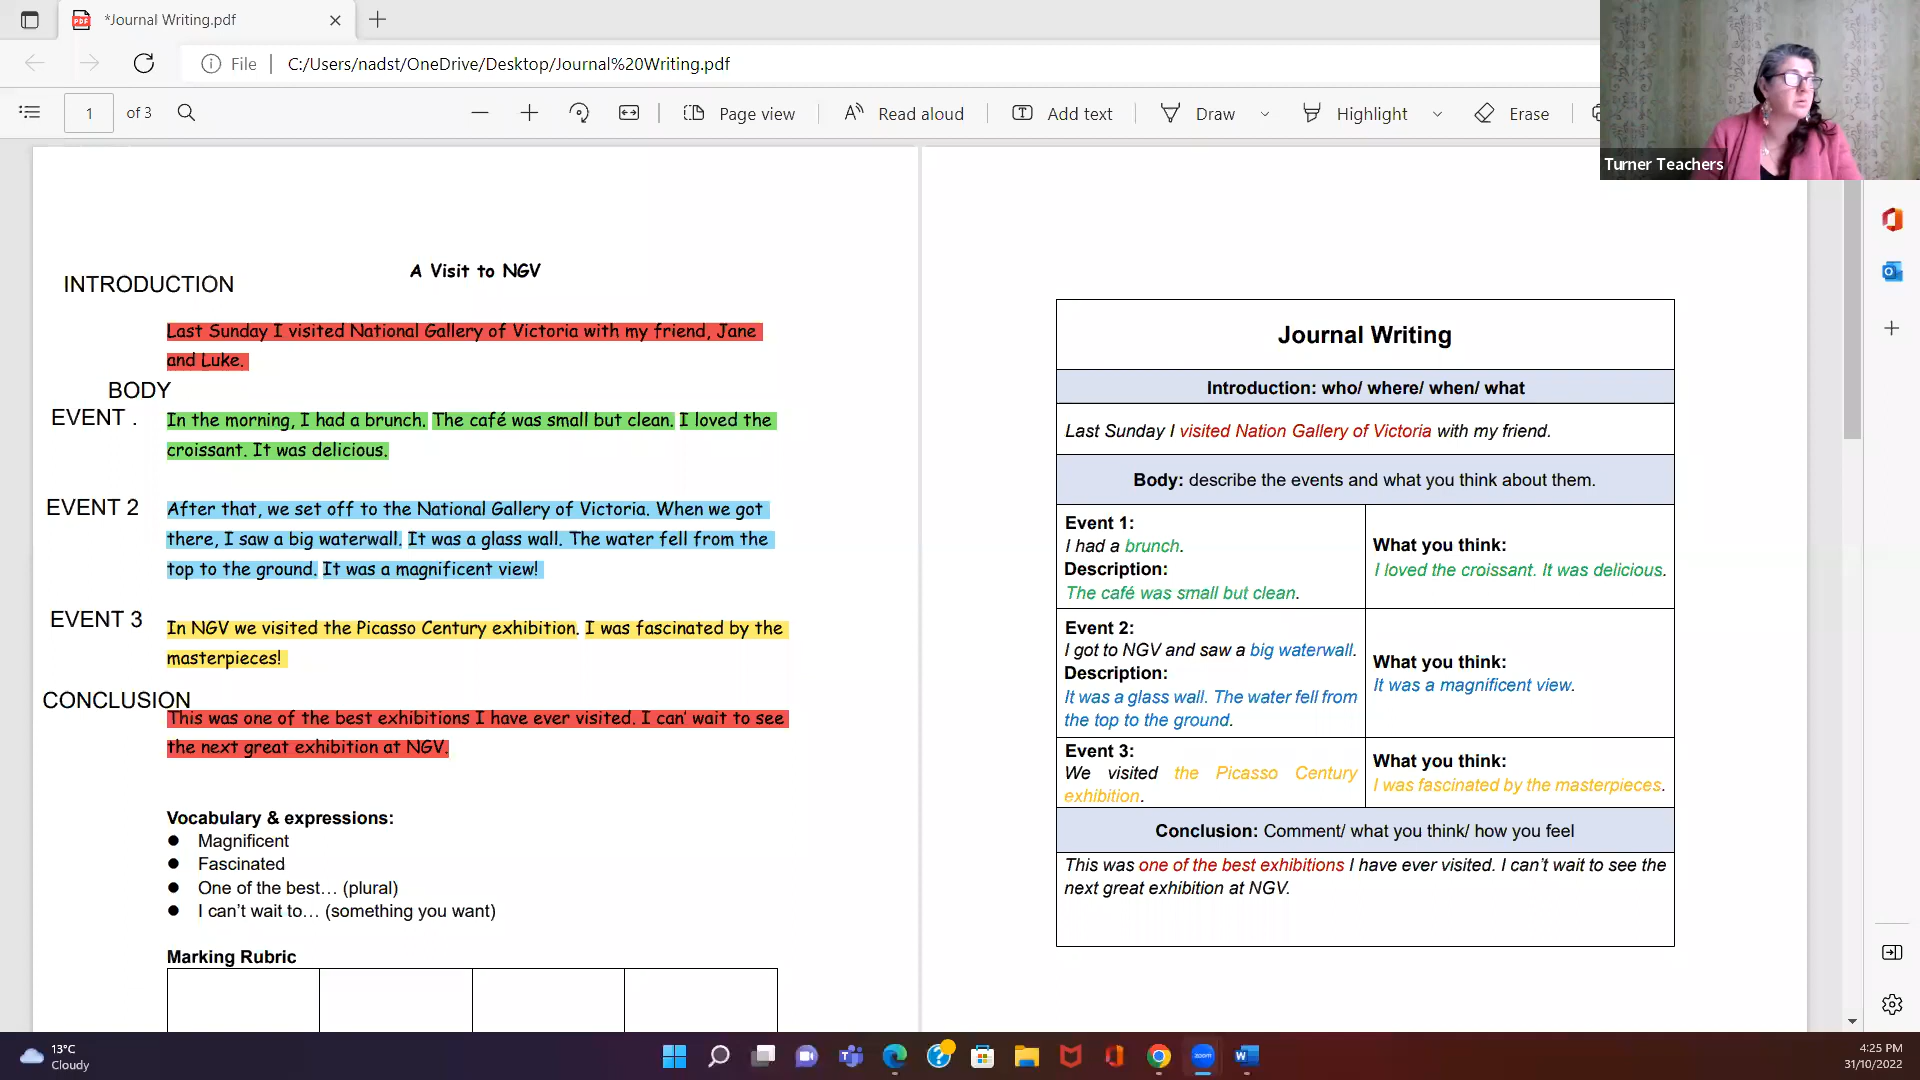 *Journal Writing.pdf
File
C:/Users/nadst/OneDrive/Desktop/Journal%20Writing.pdf
1 of 3
Page view
Read aloud
Add text
Draw
Highlight
Erase
Turner Teachers
A Visit to NGV
INTRODUCTION
Last Sunday I visited National Gallery of Victoria with my friend, Jane
and Luke.
BODY
EVENT .
In the morning, I had a brunch. The café was small but clean. I loved the
croissant. It was delicious.
EVENT 2
After that, we set off to the National Gallery of Victoria. When we got
there, I saw a big waterwall. It was a glass wall. The water fell from the
top to the ground. It was a magnificent view!
EVENT 3
In NGV we visited the Picasso Century exhibition. I was fascinated by the
masterpieces!
CONCLUSION
This was one of the best exhibitions I have ever visited. I can' wait to see
the next great exhibition at NGV.
Vocabulary & expressions:
Magnificent
Fascinated
One of the best… (plural)
I can't wait to… (something you want)
Marking Rubric
Journal Writing
Introduction: who/ where/ when/ what
Last Sunday I visited Nation Gallery of Victoria with my friend.
Body: describe the events and what you think about them.
Event 1:
I had a brunch.
Description:
The café was small but clean.
What you think:
I loved the croissant. It was delicious.
Event 2:
I got to NGV and saw a big waterwall.
Description:
It was a glass wall. The water fell from
the top to the ground.
What you think:
It was a magnificent view.
Event 3:
We visited the Picasso Century
exhibition.
What you think:
I was fascinated by the masterpieces.
Conclusion: Comment/ what you think/ how you feel
This was one of the best exhibitions I have ever visited. I can't wait to see the
next great exhibition at NGV.
13°C
Cloudy
zoom
4:25 PM
31/10/2022